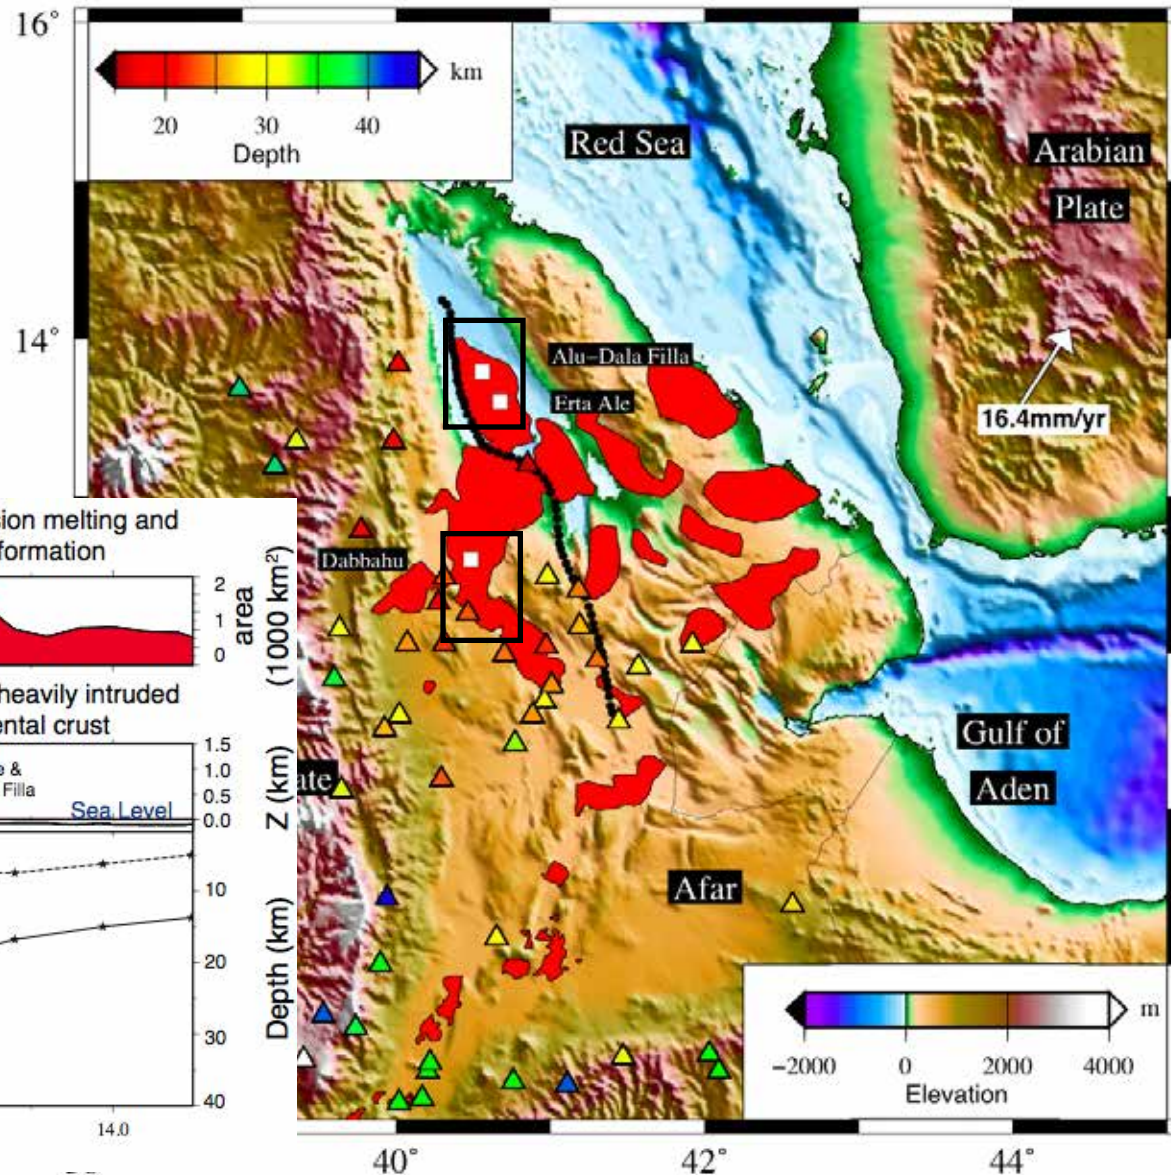 16°
km
20 30 40
Depth
Red Sea
Arabian
Plate
14°
Alu-Dala Filla
Erta Ale
16.4mm/yr
sion melting and
formation
Dabbahu
2
1
0
area
(1000 km²)
heavily intruded
ental crust
1.5
1.0
0.5
0.0
e &
Filla
Sea Level
Z (km)
ate
Gulf of
Aden
10
20
30
40
Depth (km)
Afar
14.0
m
−2000 0 2000 4000
Elevation
40° 42° 44°